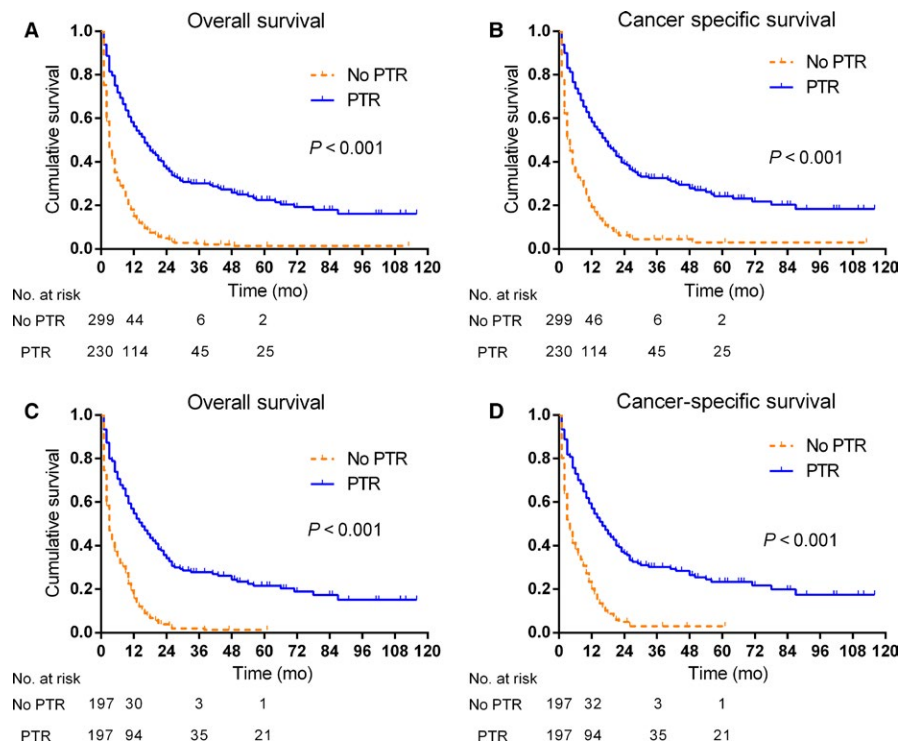 A Overall survival
Cumulative survival
1.0
0.8
0.6
0.4
0.2
0.0
No PTR
PTR
P < 0.001
0 12 24 36 48 60 72 84 96 108 120
Time (mo)
No. at risk
No PTR 299 44 6 2
PTR 230 114 45 25
B Cancer specific survival
Cumulative survival
1.0
0.8
0.6
0.4
0.2
0.0
No PTR
PTR
P < 0.001
0 12 24 36 48 60 72 84 96 108 120
Time (mo)
No. at risk
No PTR 299 46 6 2
PTR 230 114 45 25
C Overall survival
Cumulative survival
1.0
0.8
0.6
0.4
0.2
0.0
No PTR
PTR
P < 0.001
0 12 24 36 48 60 72 84 96 108 120
Time (mo)
No. at risk
No PTR 197 30 3 1
PTR 197 94 35 21
D Cancer-specific survival
Cumulative survival
1.0
0.8
0.6
0.4
0.2
0.0
No PTR
PTR
P < 0.001
0 12 24 36 48 60 72 84 96 108 120
Time (mo)
No. at risk
No PTR 197 32 3 1
PTR 197 94 35 21